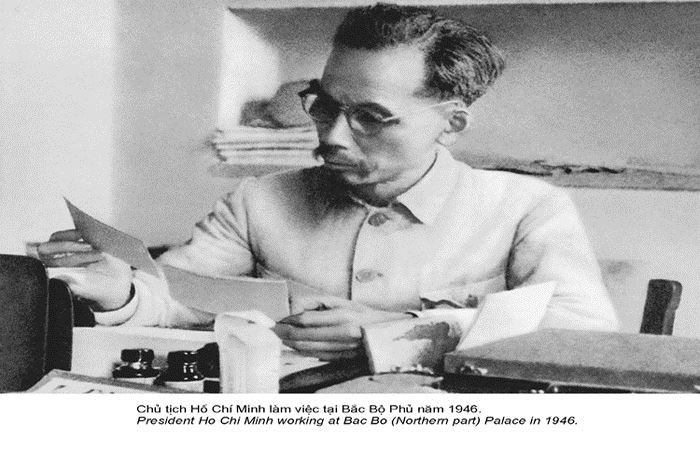 Chủ tịch Hồ Chí Minh làm việc tại Bắc Bộ Phủ năm 1946.
President Ho Chi Minh working at Bac Bo (Northern part) Palace in 1946.